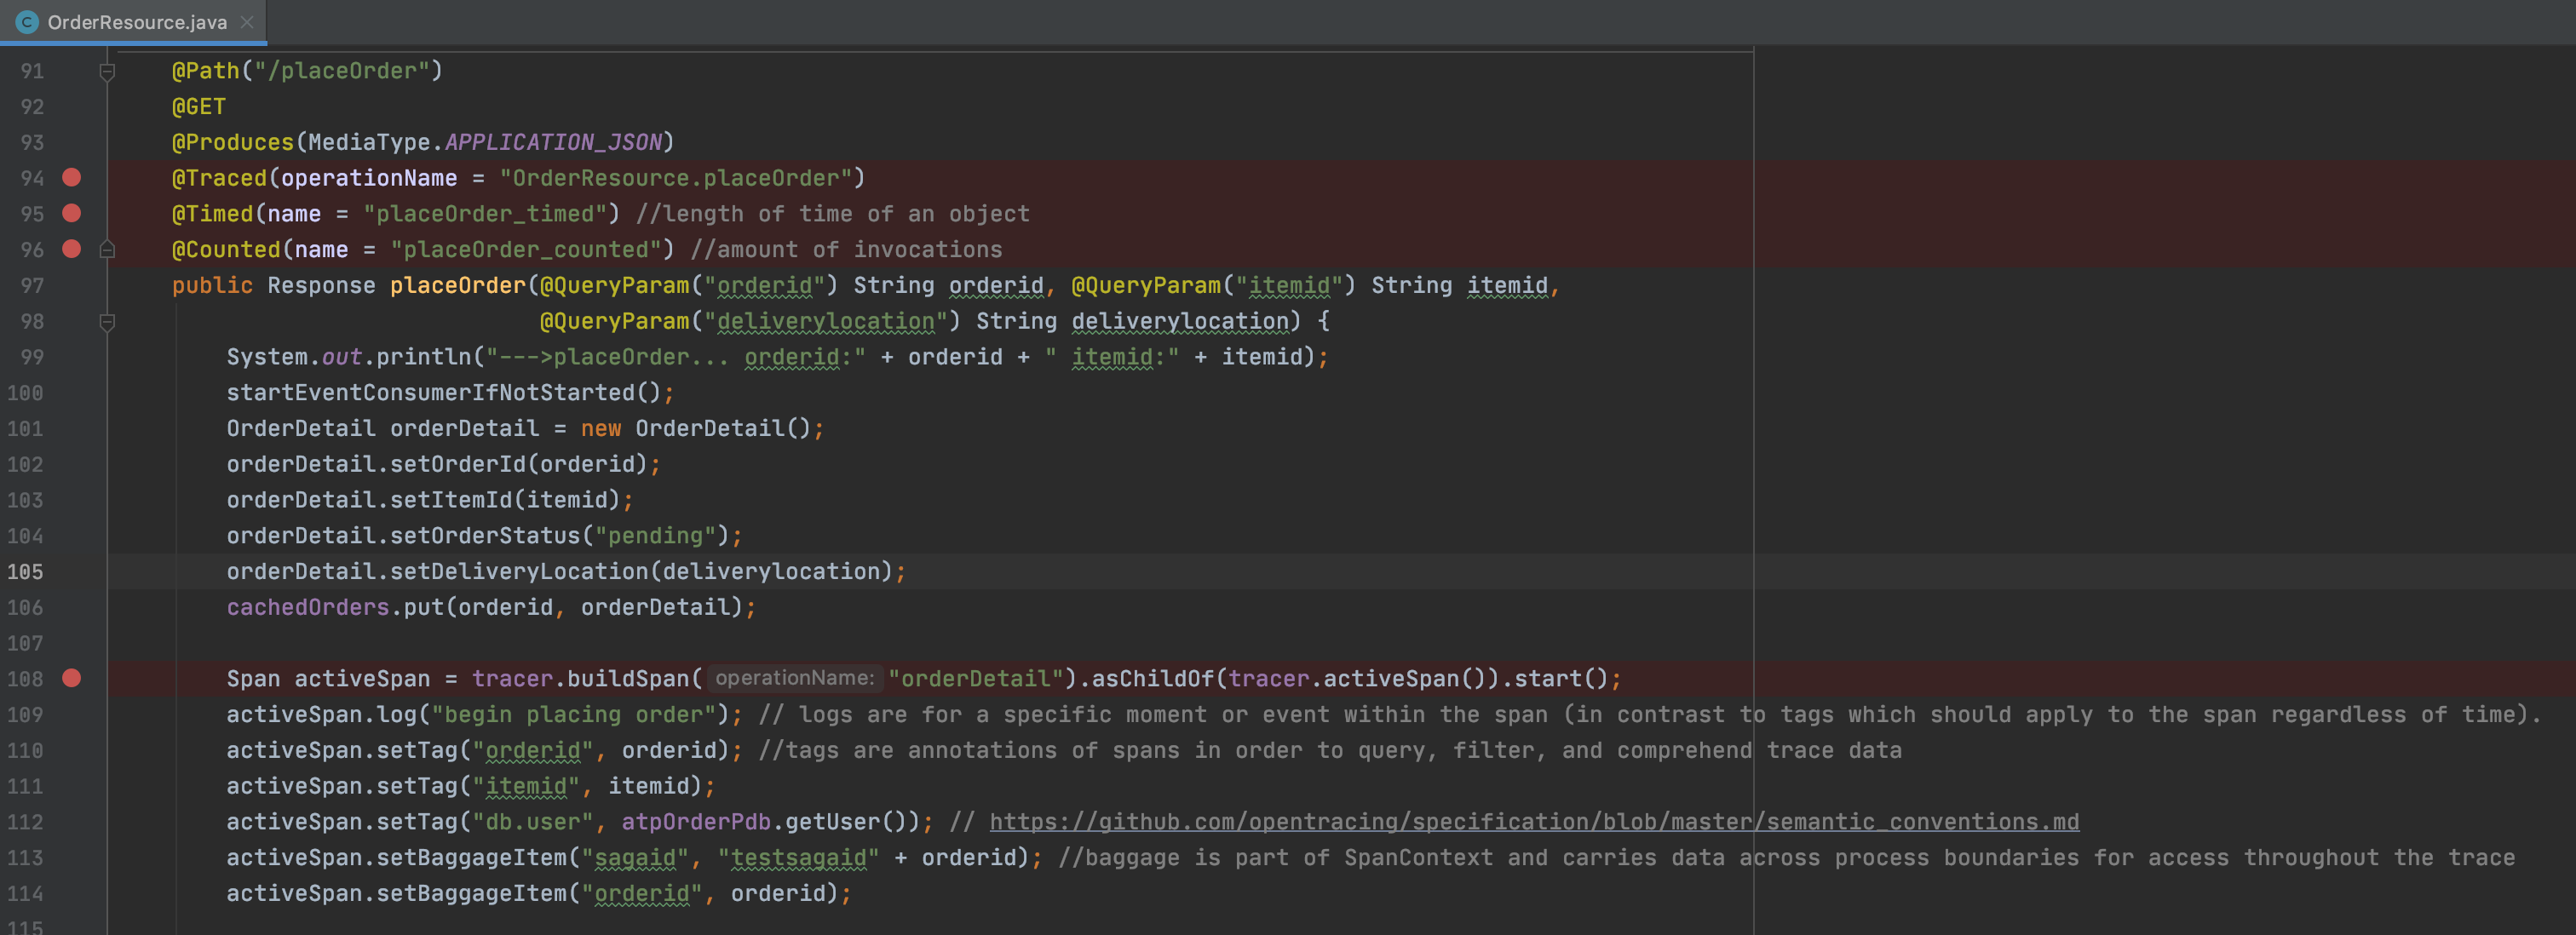 C OrderResource.java ×
91 @Path("/placeOrder")
92 @GET
93 @Produces(MediaType.APPLICATION_JSON)
94 @Traced(operationName = "OrderResource.placeOrder")
95 @Timed(name = "placeOrder_timed") //length of time of an object
96 @Counted(name = "placeOrder_counted") //amount of invocations
97 public Response placeOrder(@QueryParam("orderid") String orderid, @QueryParam("itemid") String itemid,
98 @QueryParam("deliverylocation") String deliverylocation) {
99 System.out.println("--->placeOrder... orderid:" + orderid + " itemid:" + itemid);
100 startEventConsumerIfNotStarted();
101 OrderDetail orderDetail = new OrderDetail();
102 orderDetail.setOrderId(orderid);
103 orderDetail.setItemId(itemid);
104 orderDetail.setOrderStatus("pending");
105 orderDetail.setDeliveryLocation(deliverylocation);
106 cachedOrders.put(orderid, orderDetail);
107
108 Span activeSpan = tracer.buildSpan( operationName: "orderDetail").asChildOf(tracer.activeSpan()).start();
109 activeSpan.log("begin placing order"); // logs are for a specific moment or event within the span (in contrast to tags which should apply to the span regardless of time).
110 activeSpan.setTag("orderid", orderid); //tags are annotations of spans in order to query, filter, and comprehend trace data
111 activeSpan.setTag("itemid", itemid);
112 activeSpan.setTag("db.user", atpOrderPdb.getUser()); // https://github.com/opentracing/specification/blob/master/semantic_conventions.md
113 activeSpan.setBaggageItem("sagaid", "testsagaid" + orderid); //baggage is part of SpanContext and carries data across process boundaries for access throughout the trace
114 activeSpan.setBaggageItem("orderid", orderid);
115